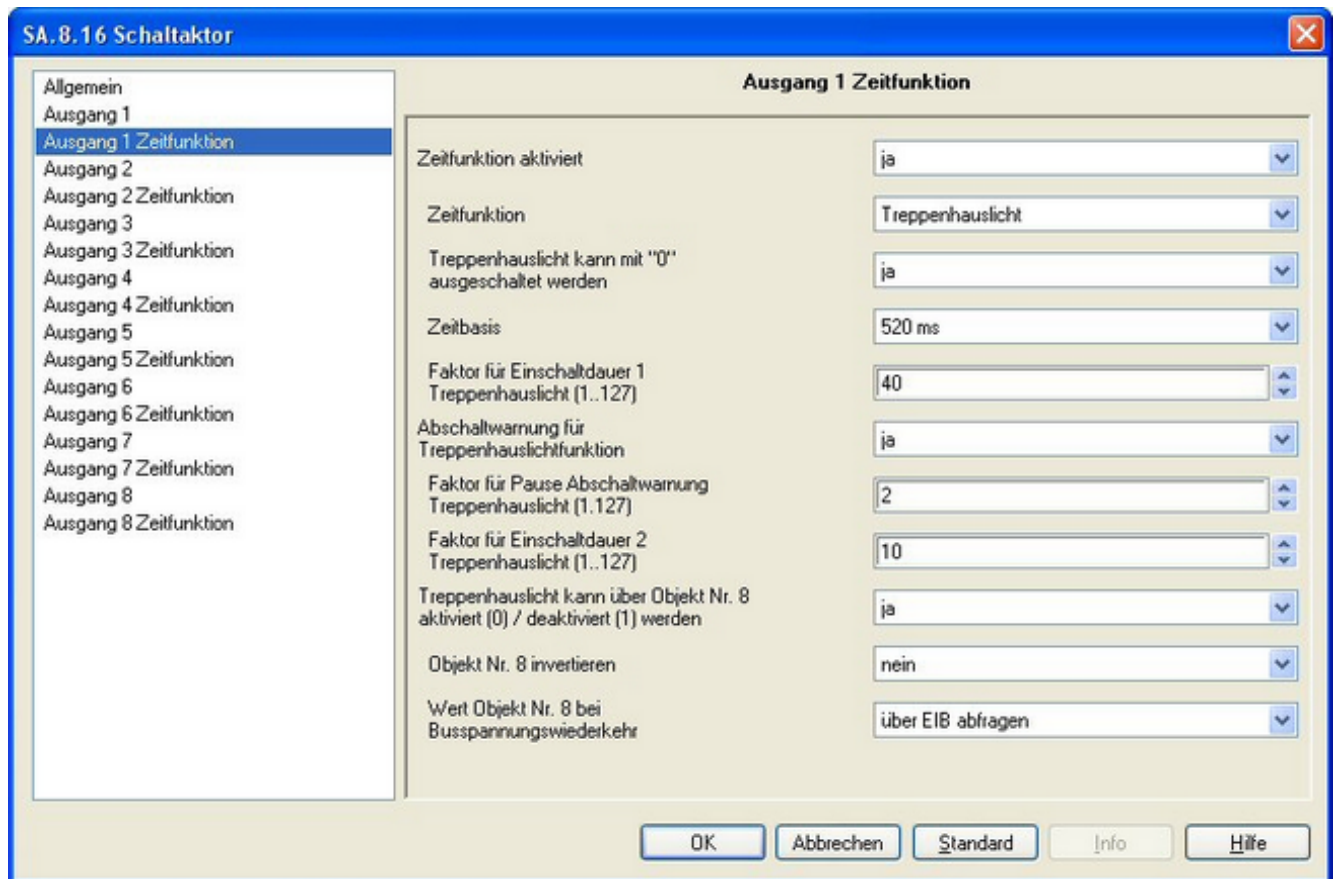 SA.8.16 Schaltaktor
Allgemein
Ausgang 1
Ausgang 1 Zeitfunktion
Ausgang 2
Ausgang 2 Zeitfunktion
Ausgang 3
Ausgang 3 Zeitfunktion
Ausgang 4
Ausgang 4 Zeitfunktion
Ausgang 5
Ausgang 5 Zeitfunktion
Ausgang 6
Ausgang 6 Zeitfunktion
Ausgang 7
Ausgang 7 Zeitfunktion
Ausgang 8
Ausgang 8 Zeitfunktion
Ausgang 1 Zeitfunktion
Zeitfunktion aktiviert
ja
Zeitfunktion
Treppenhauslicht
Treppenhauslicht kann mit "0"
ausgeschaltet werden
ja
Zeitbasis
520 ms
Faktor für Einschaltdauer 1
Treppenhauslicht (1..127)
40
Abschaltwarnung für
Treppenhauslichtfunktion
ja
Faktor für Pause Abschaltwarnung
Treppenhauslicht (1.127)
2
Faktor für Einschaltdauer 2
Treppenhauslicht (1..127)
10
Treppenhauslicht kann über Objekt Nr. 8
aktiviert (0) / deaktiviert (1) werden
ja
Objekt Nr. 8 invertieren
nein
Wert Objekt Nr. 8 bei
Busspannungswiederkehr
über EIB abfragen
OK
Abbrechen
Standard
Info
Hilfe